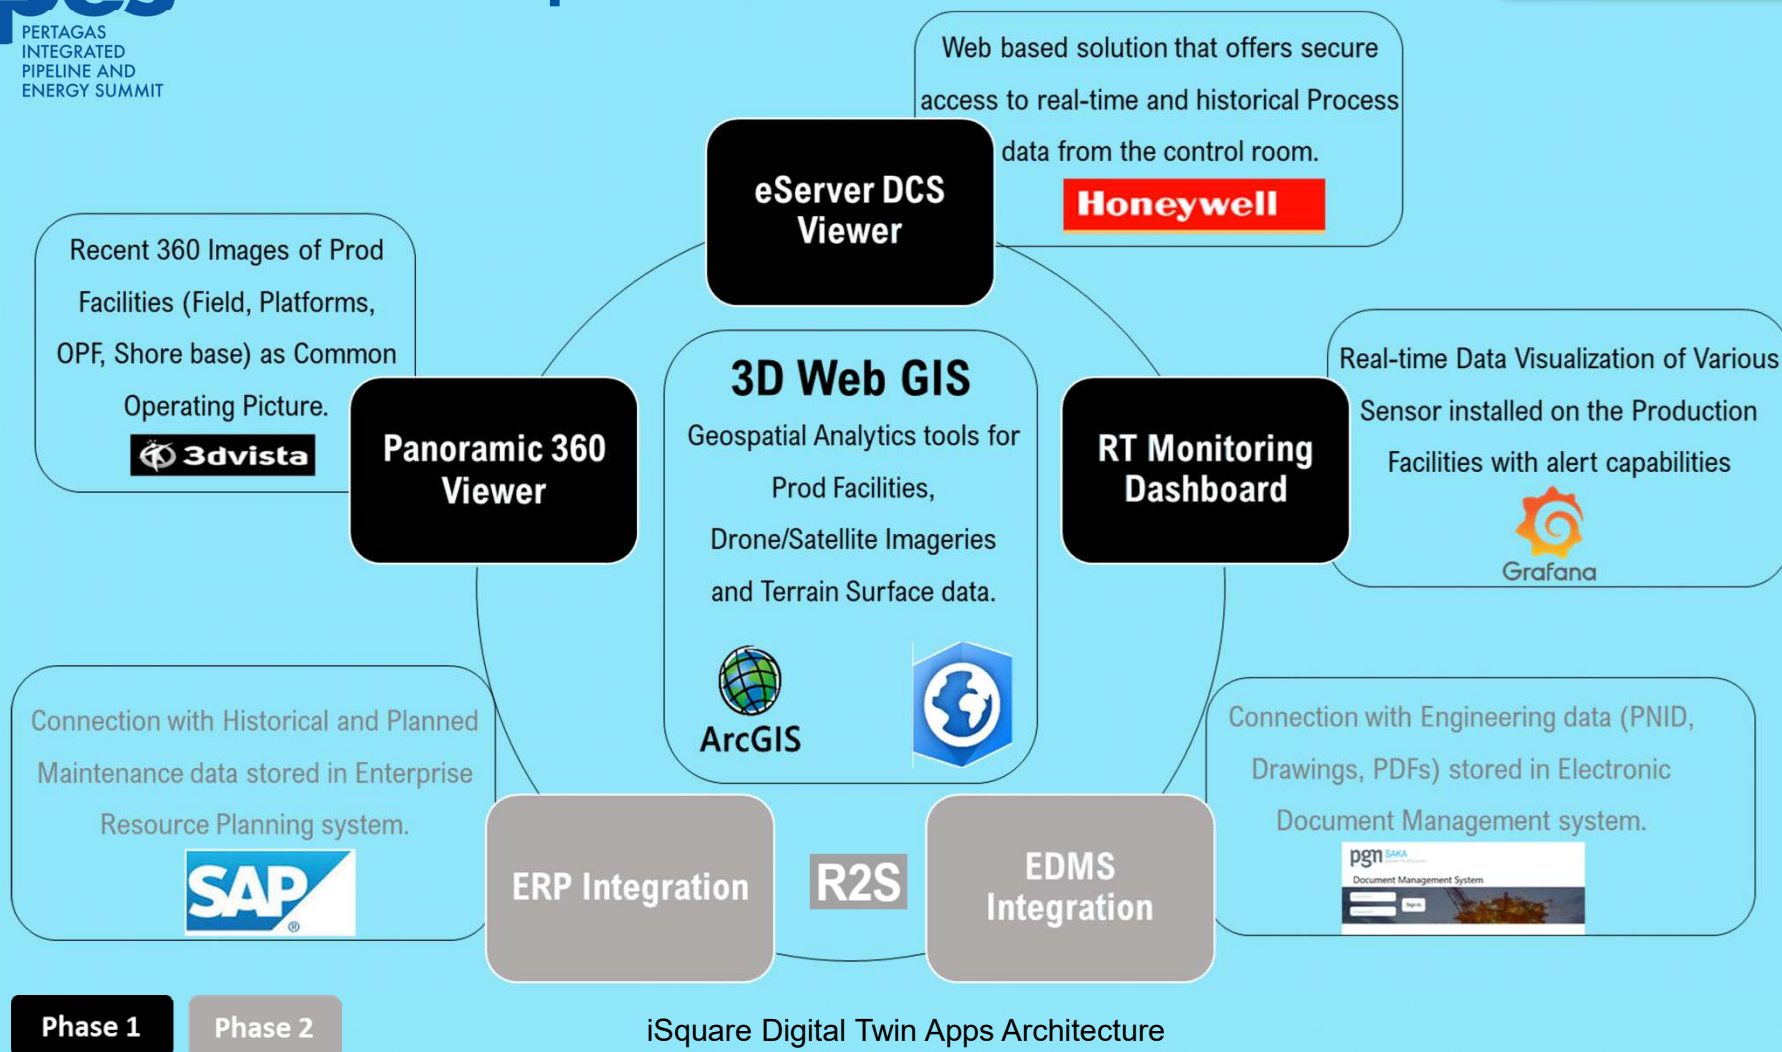 PERTAGAS
INTEGRATED
PIPELINE AND
ENERGY SUMMIT
Web based solution that offers secure
access to real-time and historical Process
data from the control room.
Honeywell
eServer DCS
Viewer
Recent 360 Images of Prod
Facilities (Field, Platforms,
OPF, Shore base) as Common
Operating Picture.
3dvista
Panoramic 360
Viewer
3D Web GIS
Geospatial Analytics tools for
Prod Facilities,
Drone/Satellite Imageries
and Terrain Surface data.
ArcGIS
RT Monitoring
Dashboard
Real-time Data Visualization of Various
Sensor installed on the Production
Facilities with alert capabilities
Grafana
Connection with Historical and Planned
Maintenance data stored in Enterprise
Resource Planning system.
SAP
®
ERP Integration
R2S
EDMS
Integration
Connection with Engineering data (PNID,
Drawings, PDFs) stored in Electronic
Document Management system.
pgn SAKA
Document Management System
Sign in
Phase 1
Phase 2
iSquare Digital Twin Apps Architecture